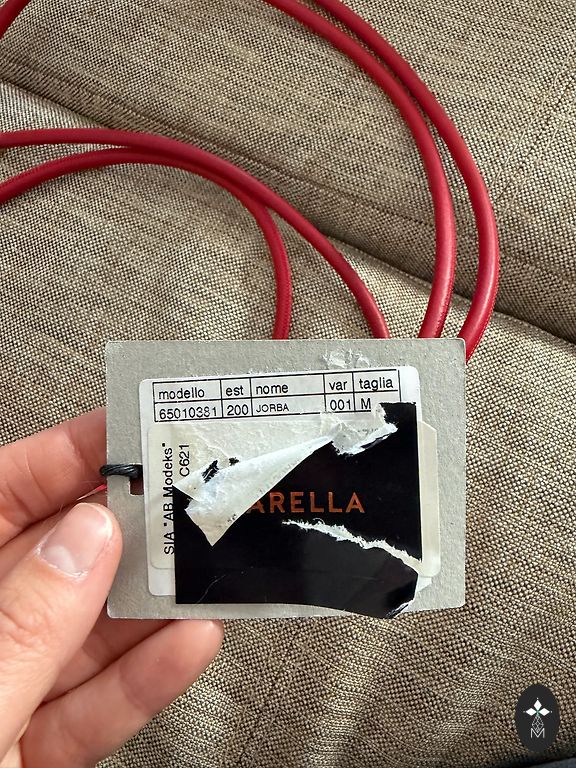 modello est nome var taglia
65010381 200 JORBA 001 M
SIA "AB Modeks"
C621
ARELLA
M